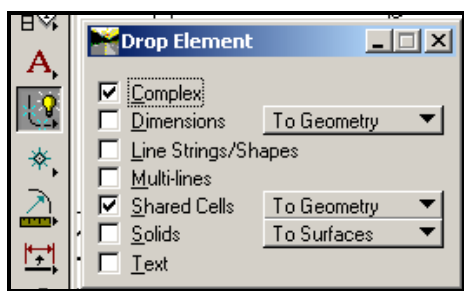 Drop Element
A
Complex
Dimensions To Geometry
Line Strings/Shapes
Multi-lines
Shared Cells To Geometry
Solids To Surfaces
Text